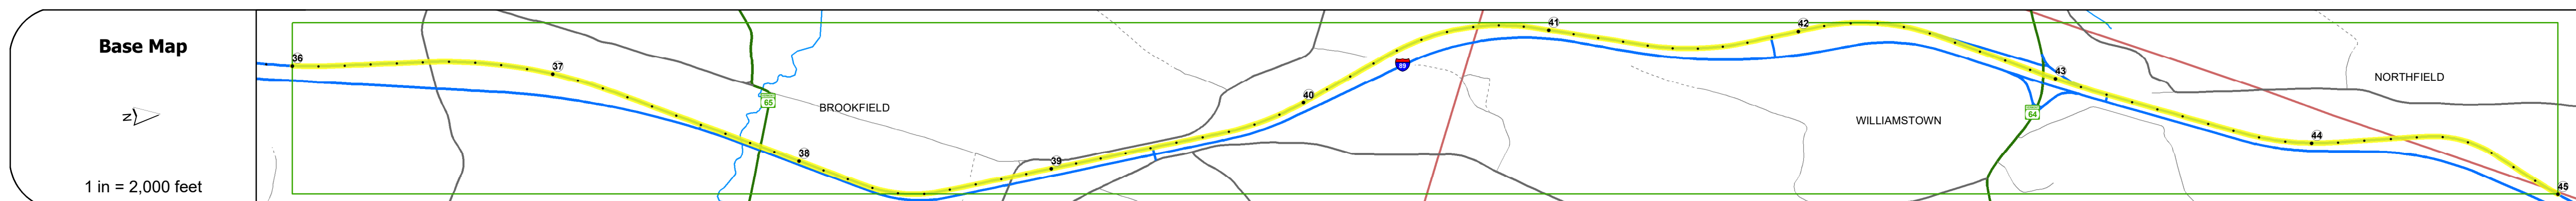 Base Map
N
1 in = 2,000 feet
36
37
65
BROOKFIELD
38
39
40
89
41
42
WILLIAMSTOWN
64
43
NORTHFIELD
44
45